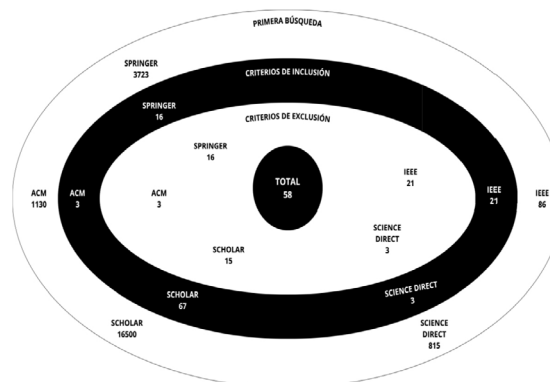 PRIMERA BÚSQUEDA
SPRINGER
3723
CRITERIOS DE INCLUSIÓN
SPRINGER
16
CRITERIOS DE EXCLUSIÓN
SPRINGER
16
TOTAL
58
IEEE
21
ACM
1130
ACM
3
ACM
3
IEEE
21
IEEE
86
SCIENCE
DIRECT
3
SCHOLAR
15
SCHOLAR
67
SCIENCE DIRECT
3
SCHOLAR
16500
SCIENCE
DIRECT
815